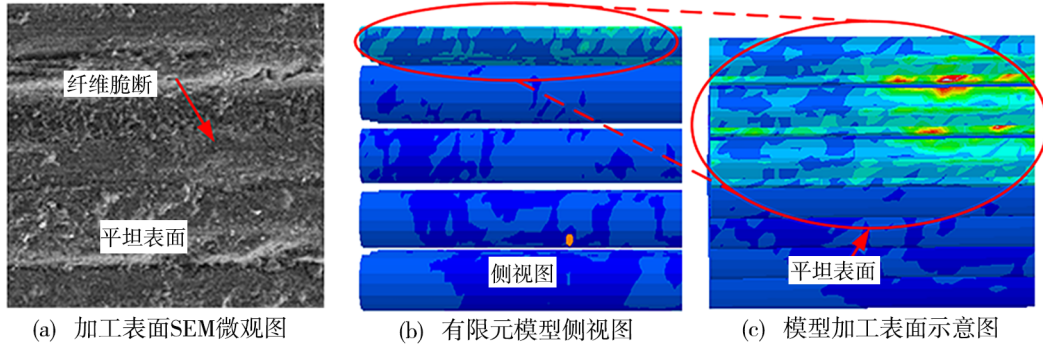 纤维脆断
平坦表面
侧视图
平坦表面
(a) 加工表面SEM微观图
(b) 有限元模型侧视图
(c) 模型加工表面示意图